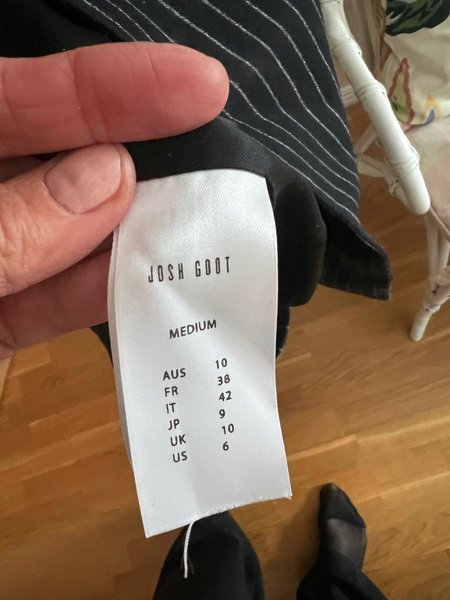 JOSH GOOT
MEDIUM
AUS 10
FR 38
IT 42
JP 9
UK 10
US 6